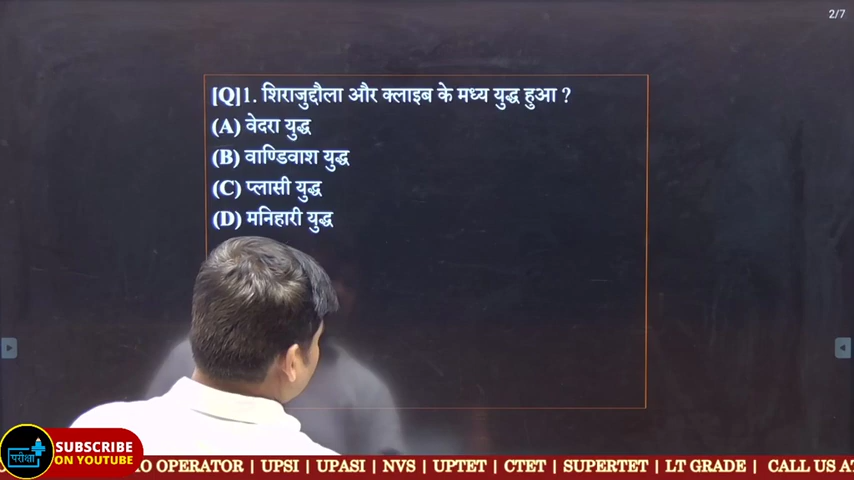 2/7
[Q]1. शिराजुद्दौला और क्लाइब के मध्य युद्ध हुआ ?
(A) वेदरा युद्ध
(B) वाण्डिवाश युद्ध
(C) प्लासी युद्ध
(D) मनिहारी युद्ध
परीक्षा
SUBSCRIBE
ON YOUTUBE
O OPERATOR | UPSI | UPASI | NVS | UPTET | CTET | SUPERTET | LT GRADE | CALL US AT